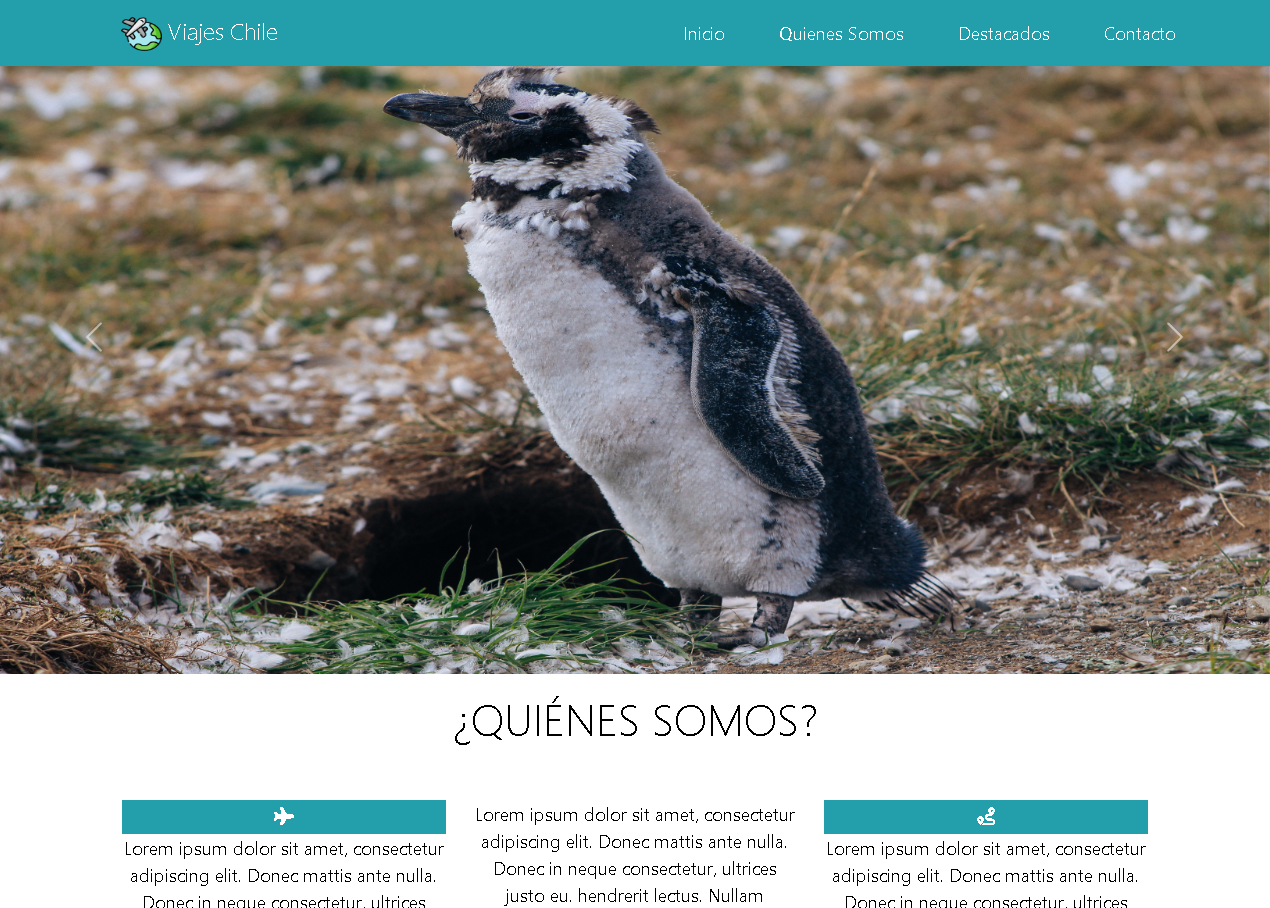 Viajes Chile
Inicio
Quienes Somos
Destacados
Contacto
¿QUIÉNES SOMOS?
Lorem ipsum dolor sit amet, consectetur
adipiscing elit. Donec mattis ante nulla.
Donec in neque consectetur, ultrices
Lorem ipsum dolor sit amet, consectetur
adipiscing elit. Donec mattis ante nulla.
Donec in neque consectetur, ultrices
justo eu. hendrerit lectus. Nullam
Lorem ipsum dolor sit amet, consectetur
adipiscing elit. Donec mattis ante nulla.
Donec in neque consectetur, ultrices